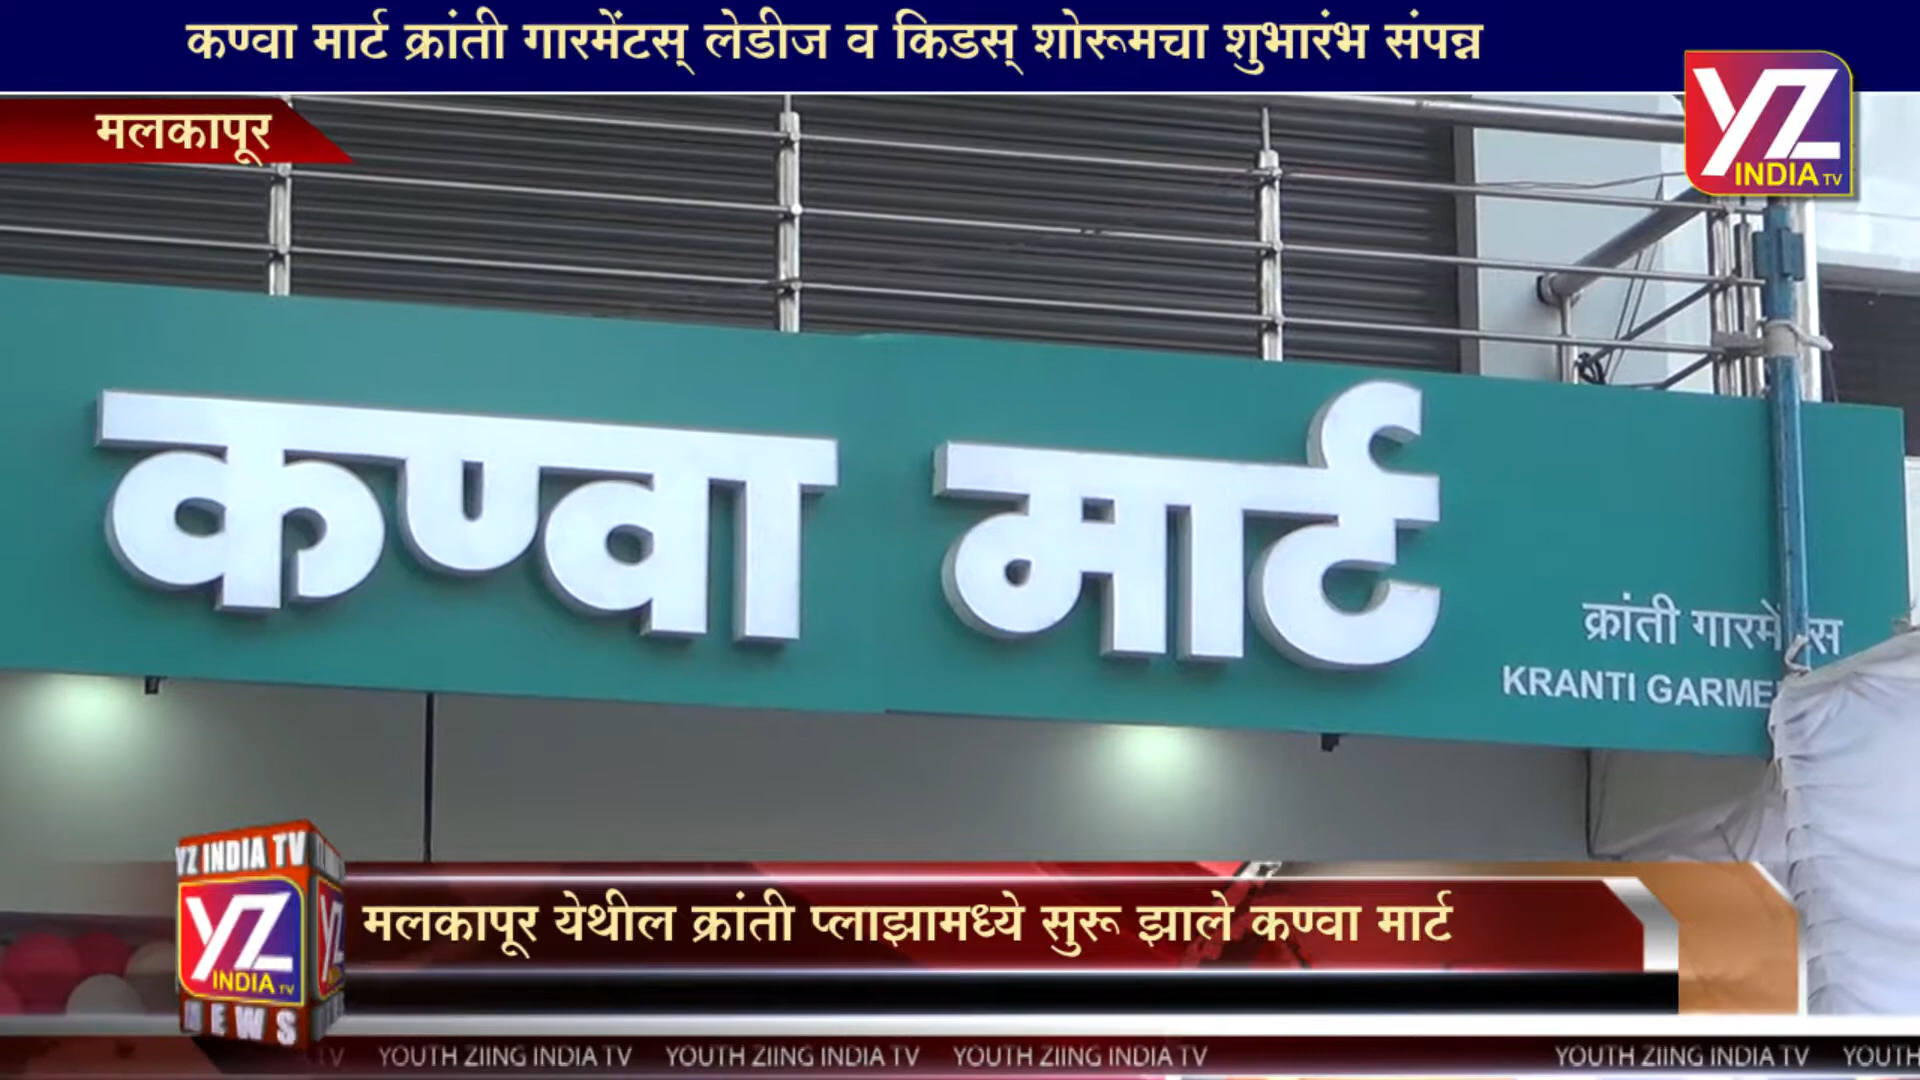 कण्वा मार्ट क्रांती गारमेंटस् लेडीज व किडस् शोरूमचा शुभारंभ संपन्न
मलकापूर
YZ
INDIA TV
कण्वा मार्ट
क्रांती
KRANTI
YZ INDIA TV
YZ
INDIA TV
NEWS
मलकापूर येथील क्रांती प्लाझामध्ये सुरू झाले कण्वा मार्ट
TV YOUTH ZIING INDIA TV YOUTH ZIING INDIA TV YOUTH ZIING INDIA TV YOUTH ZIING INDIA TV YOUTH